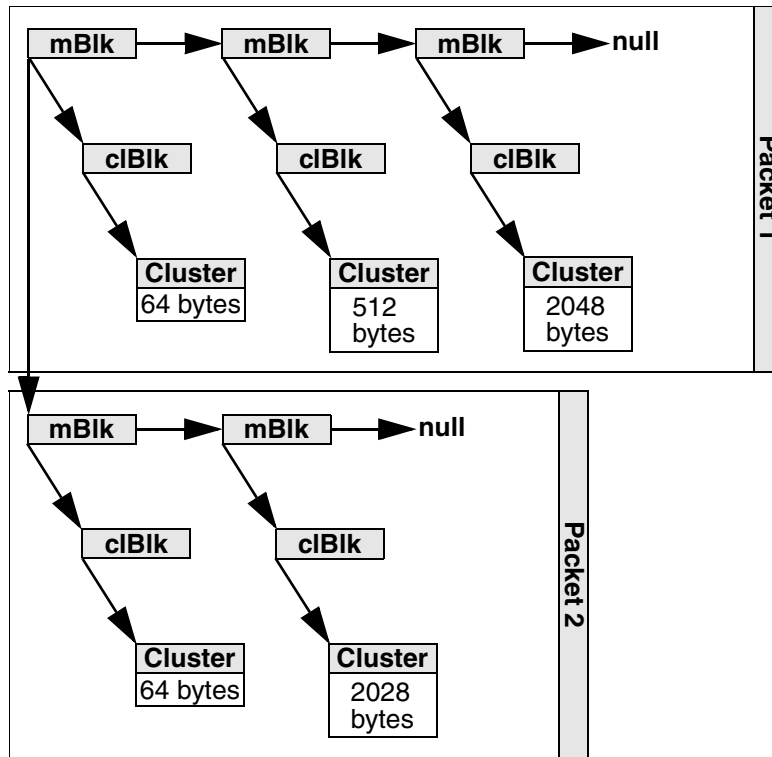 mBlk
mBlk
mBlk
null
clBlk
clBlk
clBlk
Cluster
64 bytes
Cluster
512
bytes
Cluster
2048
bytes
Packet 1
mBlk
mBlk
null
clBlk
clBlk
Cluster
64 bytes
Cluster
2028
bytes
Packet 2